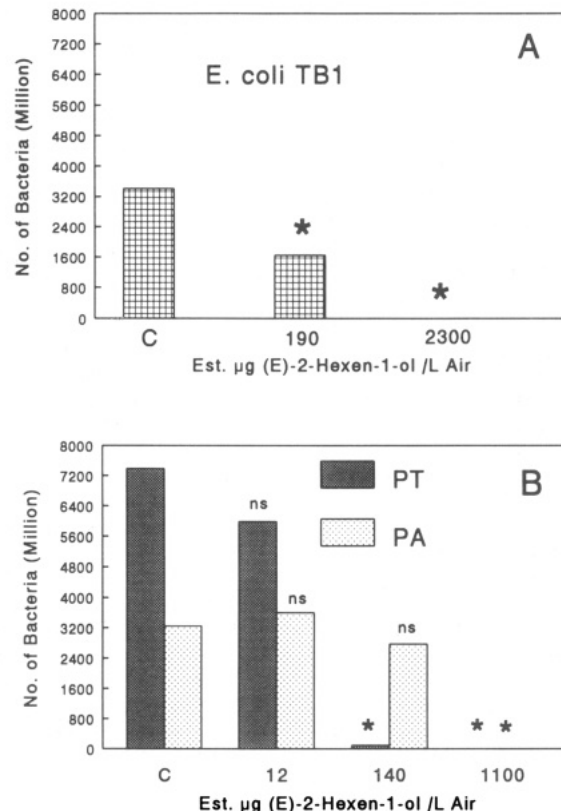 A
E. coli TB1
No. of Bacteria (Million)
8000
7200
6400
5600
4800
4000
3200
2400
1600
800
0
*
*
C 190 2300
Est. µg (E)-2-Hexen-1-ol /L Air
B
PT
PA
No. of Bacteria (Million)
8000
7200
6400
5600
4800
4000
3200
2400
1600
800
0
ns
ns
ns
* * *
C 12 140 1100
Est. µg (E)-2-Hexen-1-ol /L Air